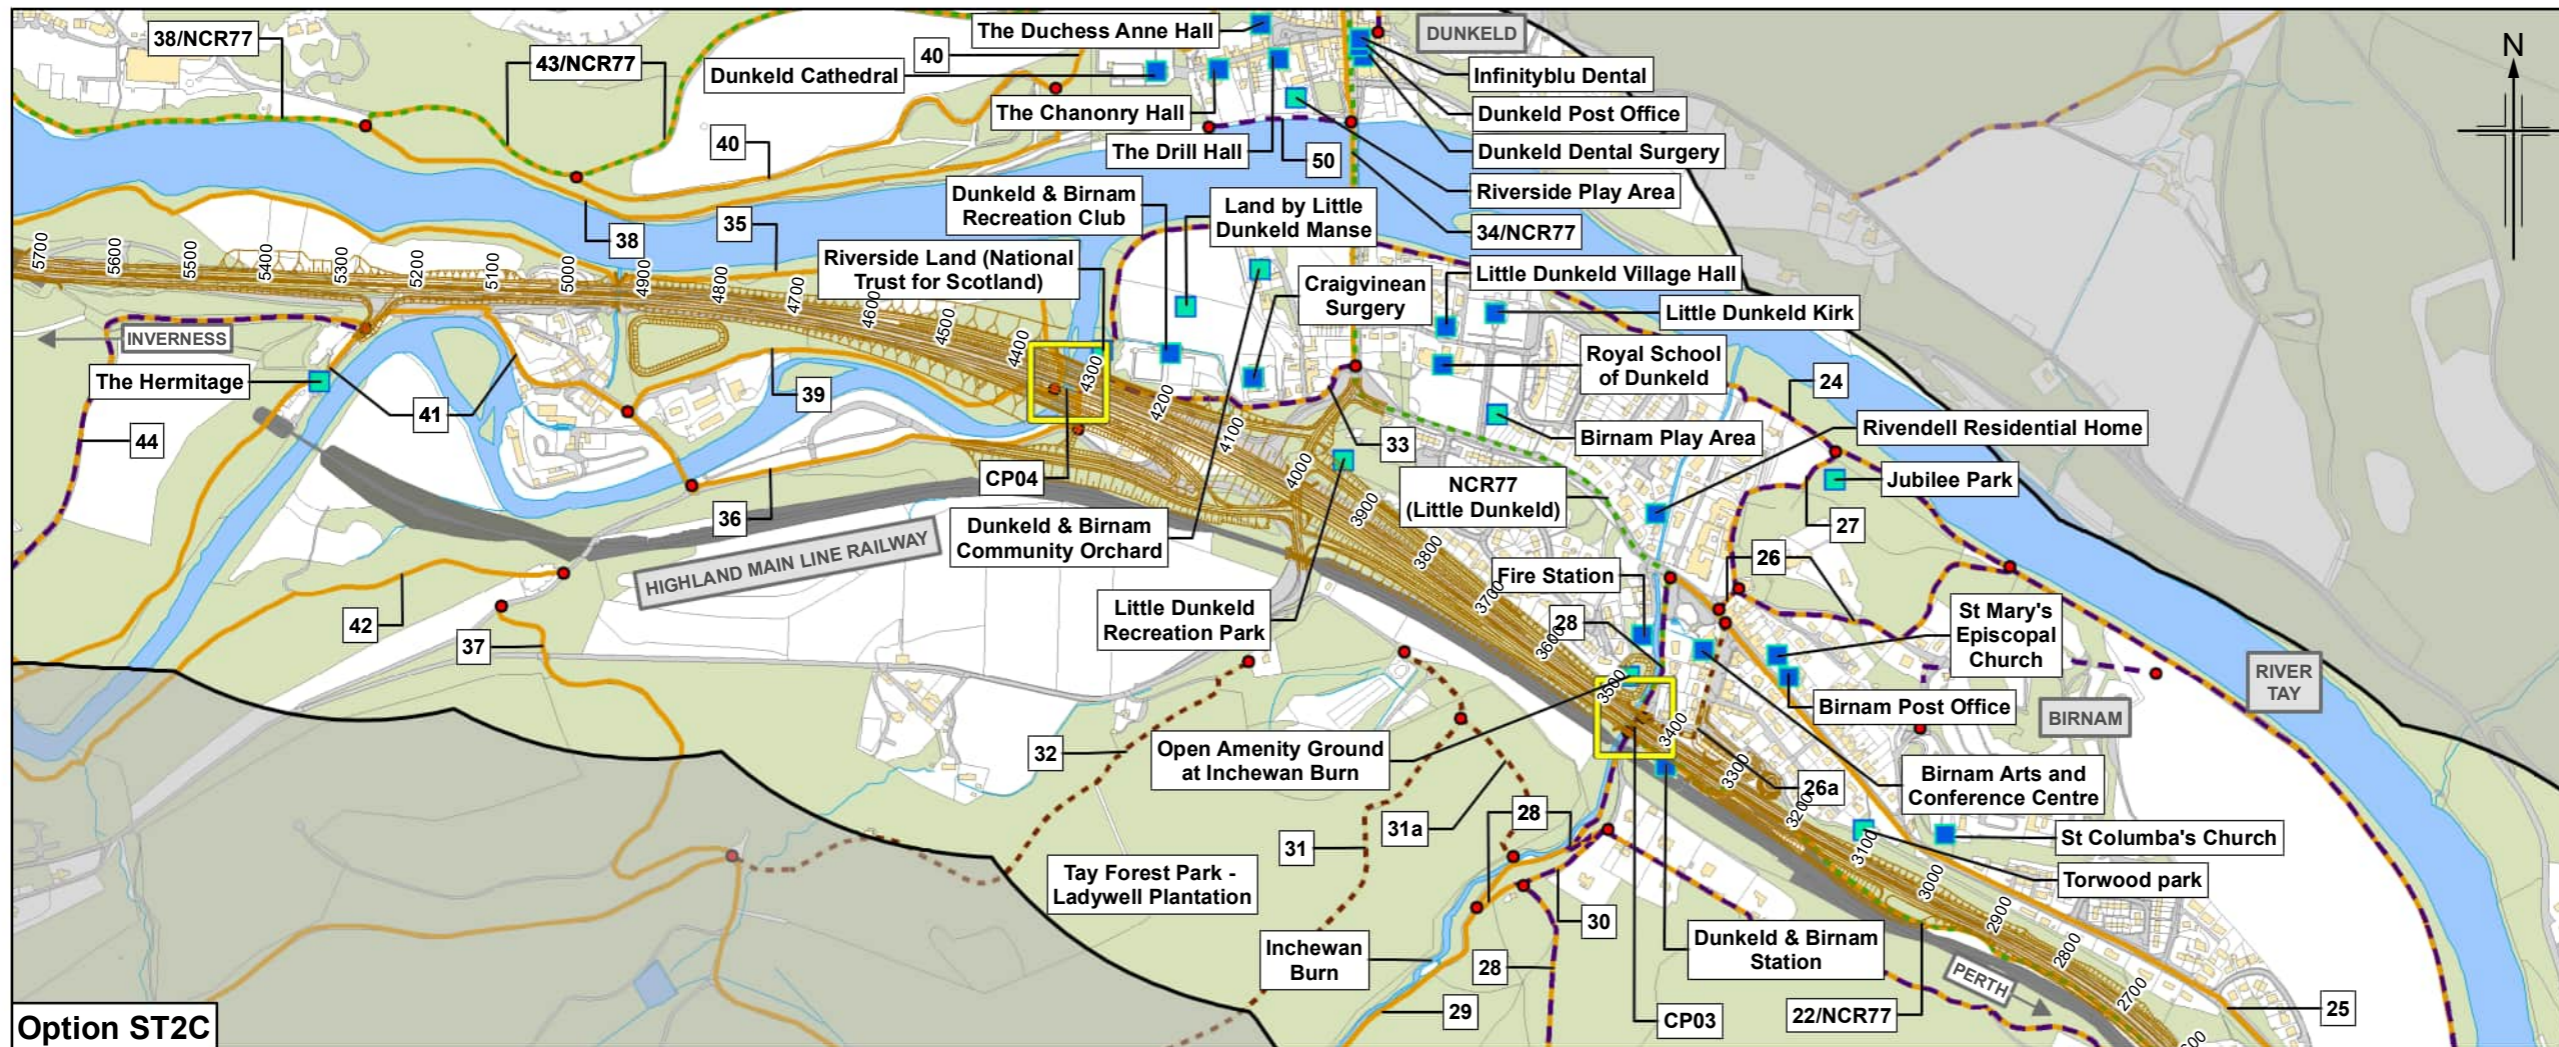 38/NCR77
43/NCR77
40
The Duchess Anne Hall
DUNKELD
N
Dunkeld Cathedral
Infinityblu Dental
The Chanonry Hall
Dunkeld Post Office
40
The Drill Hall
50
Dunkeld Dental Surgery
Riverside Play Area
Dunkeld & Birnam
Recreation Club
Land by Little
Dunkeld Manse
38
35
34/NCR77
Riverside Land (National
Trust for Scotland)
Craigvinean
Surgery
Little Dunkeld Village Hall
Little Dunkeld Kirk
5700
5600
5500
5400
5300
5200
5100
5000
4900
4800
4700
4600
4500
4400
4300
4200
4100
4000
3900
3800
3700
3600
3500
3400
3300
3200
3100
3000
2900
2800
2700
INVERNESS
Royal School
of Dunkeld
The Hermitage
41
39
24
44
33
Birnam Play Area
Rivendell Residential Home
CP04
NCR77
(Little Dunkeld)
Jubilee Park
36
27
Dunkeld & Birnam
Community Orchard
HIGHLAND MAIN LINE RAILWAY
26
Fire Station
42
Little Dunkeld
Recreation Park
28
St Mary's
Episcopal
Church
37
RIVER
TAY
32
Open Amenity Ground
at Inchewan Burn
Birnam Post Office
BIRNAM
26a
Birnam Arts and
Conference Centre
31
31a
28
St Columba's Church
Tay Forest Park -
Ladywell Plantation
Torwood park
30
Inchewan
Burn
28
Dunkeld & Birnam
Station
PERTH
29
CP03
22/NCR77
25
Option ST2C